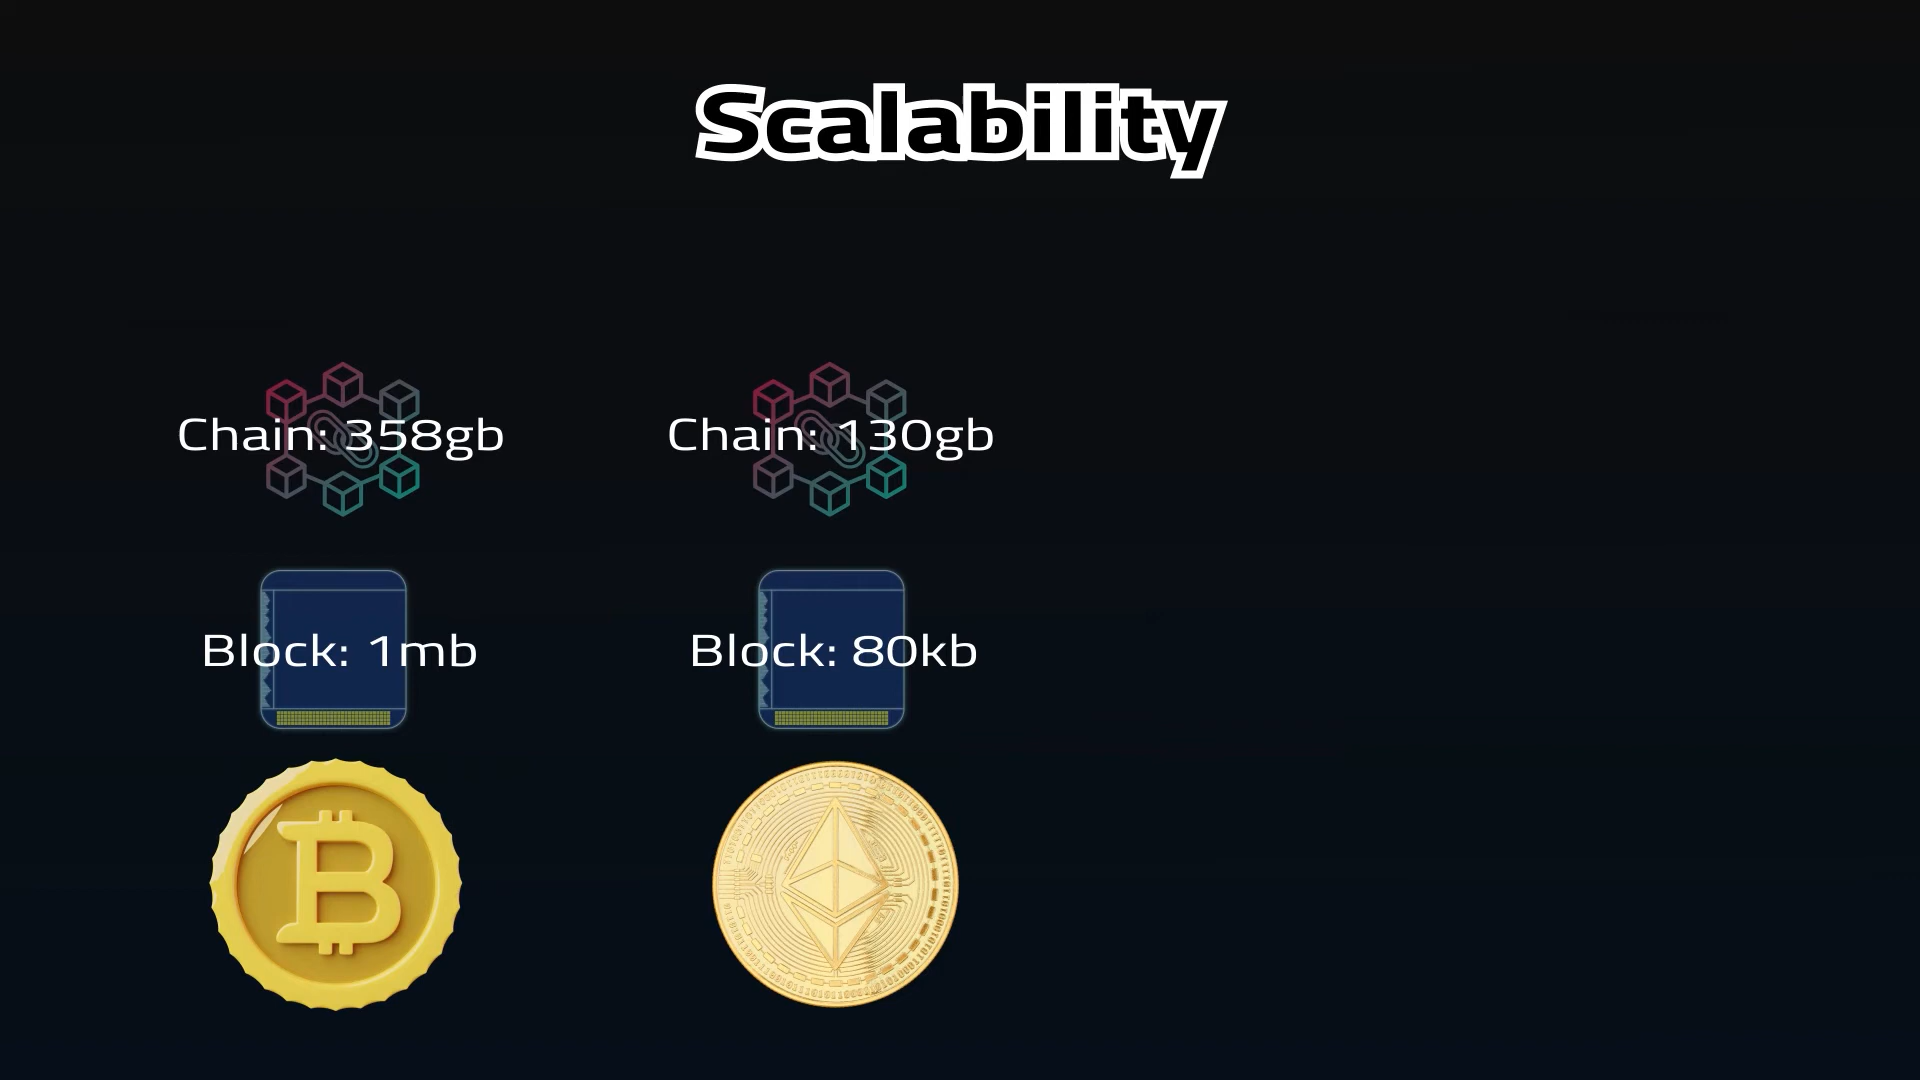 Scalability
Chain: 358gb
Chain: 130gb
Block: 1mb
Block: 80kb